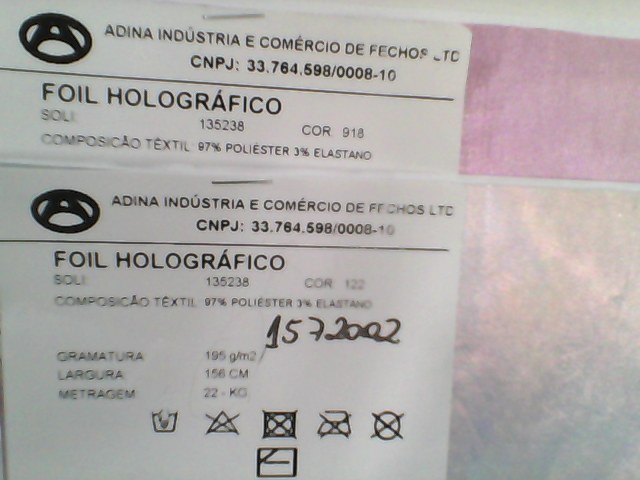 ADINA INDÚSTRIA E COMÉRCIO DE FECHOS LTD
CNPJ: 33.764.598/0008-10
FOIL HOLOGRÁFICO
SOLI: 135238 COR 918
COMPOSICÃO TÊXTIL 97% POLIÉSTER 3% ELASTANO
ADINA INDÚSTRIA E COMÉRCIO DE FECHOS LTD
CNPJ: 33.764.598/0008-10
FOIL HOLOGRÁFICO
SOLI: 135238 COR 122
COMPOSICÃO TÊXTIL 97% POLIÉSTER 3% ELASTANO
1572002
GRAMATURA 195 g/m2
LARGURA 156 CM
METRAGEM 22 - KG